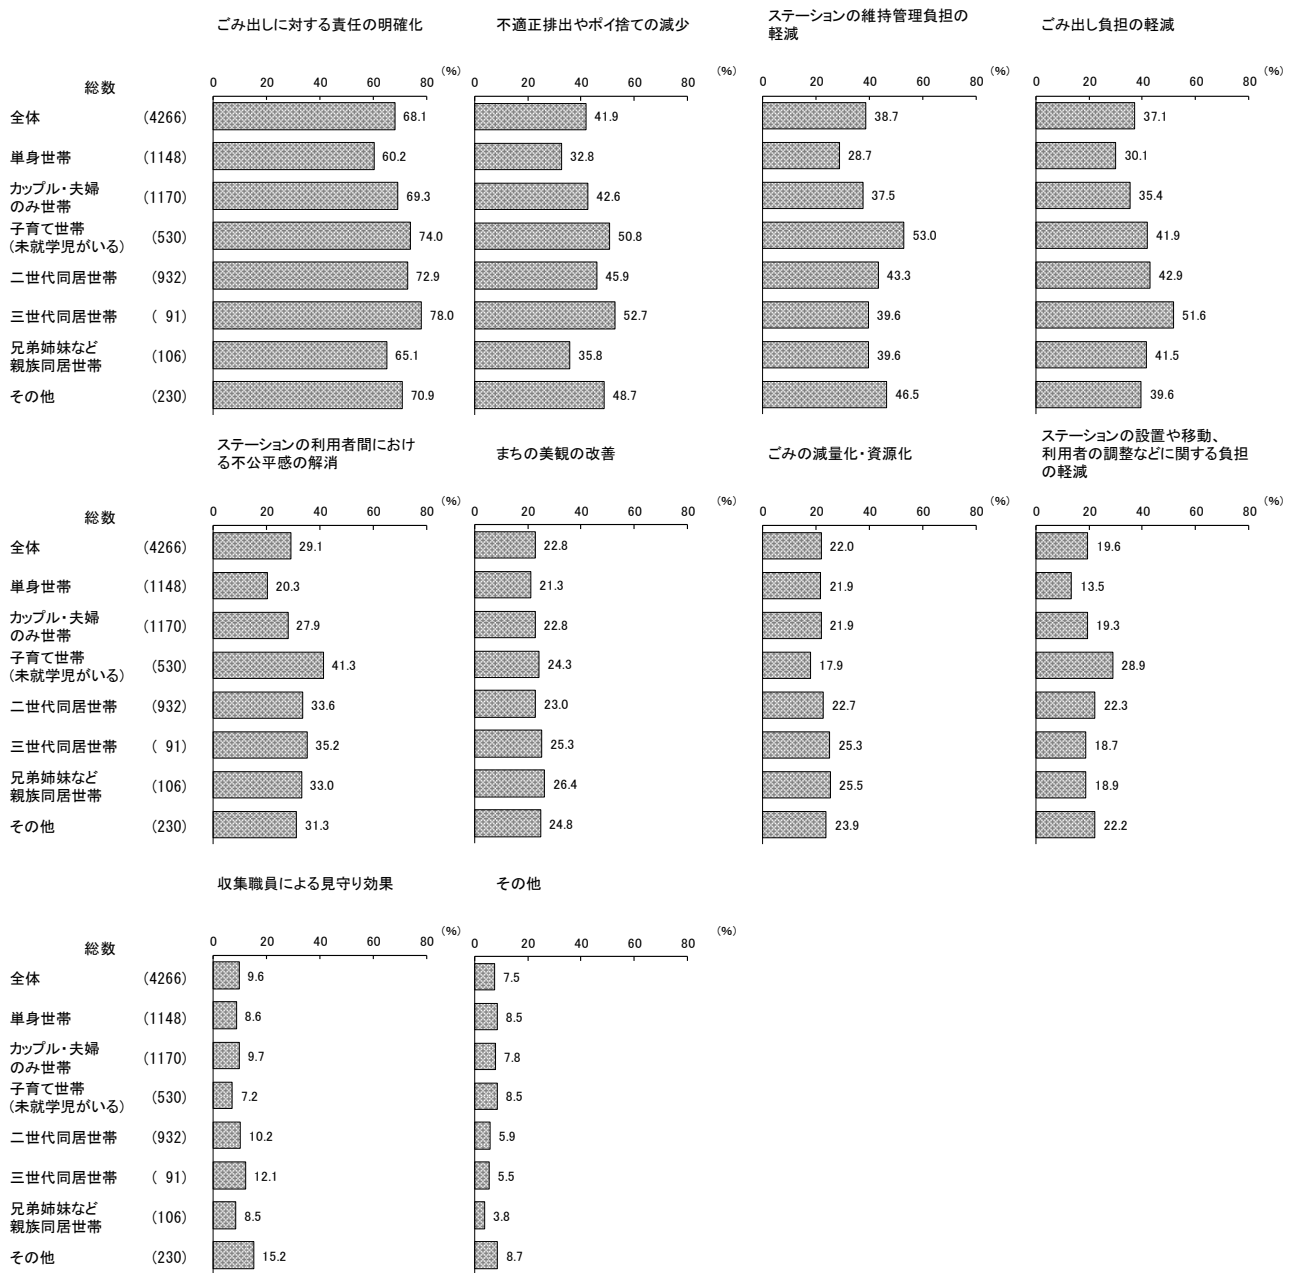 ごみ出しに対する責任の明確化
不適正排出やポイ捨ての減少
ステーションの維持管理負担の
軽減
ごみ出し負担の軽減
0 20 40 60 80 (%)
0 20 40 60 80 (%)
0 20 40 60 80 (%)
0 20 40 60 80 (%)
総数
全体 (4266) 68.1 41.9 38.7 37.1
単身世帯 (1148) 60.2 32.8 28.7 30.1
カップル・夫婦
のみ世帯 (1170) 69.3 42.6 37.5 35.4
子育て世帯
(未就学児がいる) (530) 74.0 50.8 53.0 41.9
二世代同居世帯 (932) 72.9 45.9 43.3 42.9
三世代同居世帯 ( 91) 78.0 52.7 39.6 51.6
兄弟姉妹など
親族同居世帯 (106) 65.1 35.8 39.6 41.5
その他 (230) 70.9 48.7 46.5 39.6
ステーションの利用者間におけ
る不公平感の解消
まちの美観の改善
ごみの減量化・資源化
ステーションの設置や移動、
利用者の調整などに関する負担
の軽減
0 20 40 60 80 (%)
0 20 40 60 80 (%)
0 20 40 60 80 (%)
0 20 40 60 80 (%)
総数
全体 (4266) 29.1 22.8 22.0 19.6
単身世帯 (1148) 20.3 21.3 21.9 13.5
カップル・夫婦
のみ世帯 (1170) 27.9 22.8 21.9 19.3
子育て世帯
(未就学児がいる) (530) 41.3 24.3 17.9 28.9
二世代同居世帯 (932) 33.6 23.0 22.7 22.3
三世代同居世帯 ( 91) 35.2 25.3 25.3 18.7
兄弟姉妹など
親族同居世帯 (106) 33.0 26.4 25.5 18.9
その他 (230) 31.3 24.8 23.9 22.2
収集職員による見守り効果
その他
0 20 40 60 80 (%)
0 20 40 60 80 (%)
総数
全体 (4266) 9.6 7.5
単身世帯 (1148) 8.6 8.5
カップル・夫婦
のみ世帯 (1170) 9.7 7.8
子育て世帯
(未就学児がいる) (530) 7.2 8.5
二世代同居世帯 (932) 10.2 5.9
三世代同居世帯 ( 91) 12.1 5.5
兄弟姉妹など
親族同居世帯 (106) 8.5 3.8
その他 (230) 15.2 8.7